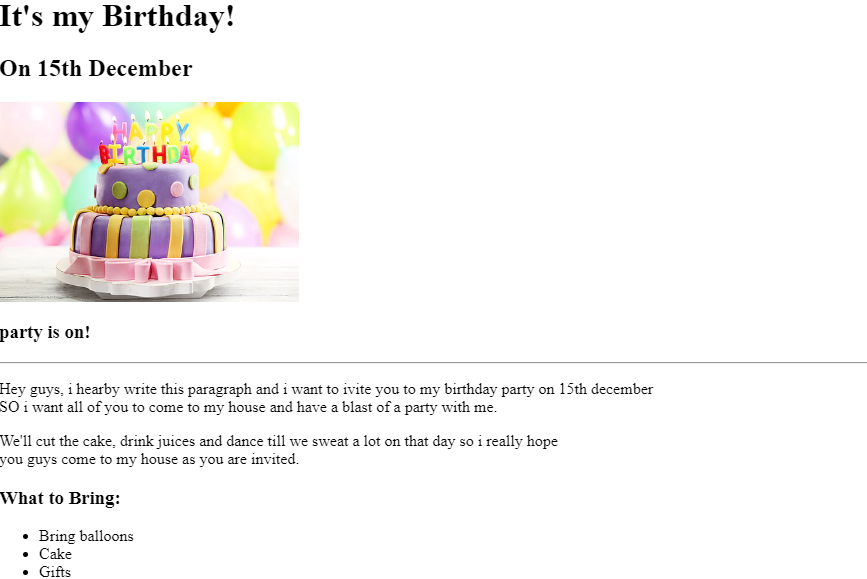 It's my Birthday!
On 15th December
HAPPY
BIRTHDAY
party is on!
Hey guys, i hearby write this paragraph and i want to ivite you to my birthday party on 15th december
SO i want all of you to come to my house and have a blast of a party with me.
We'll cut the cake, drink juices and dance till we sweat a lot on that day so i really hope
you guys come to my house as you are invited.
What to Bring:
Bring balloons
Cake
Gifts